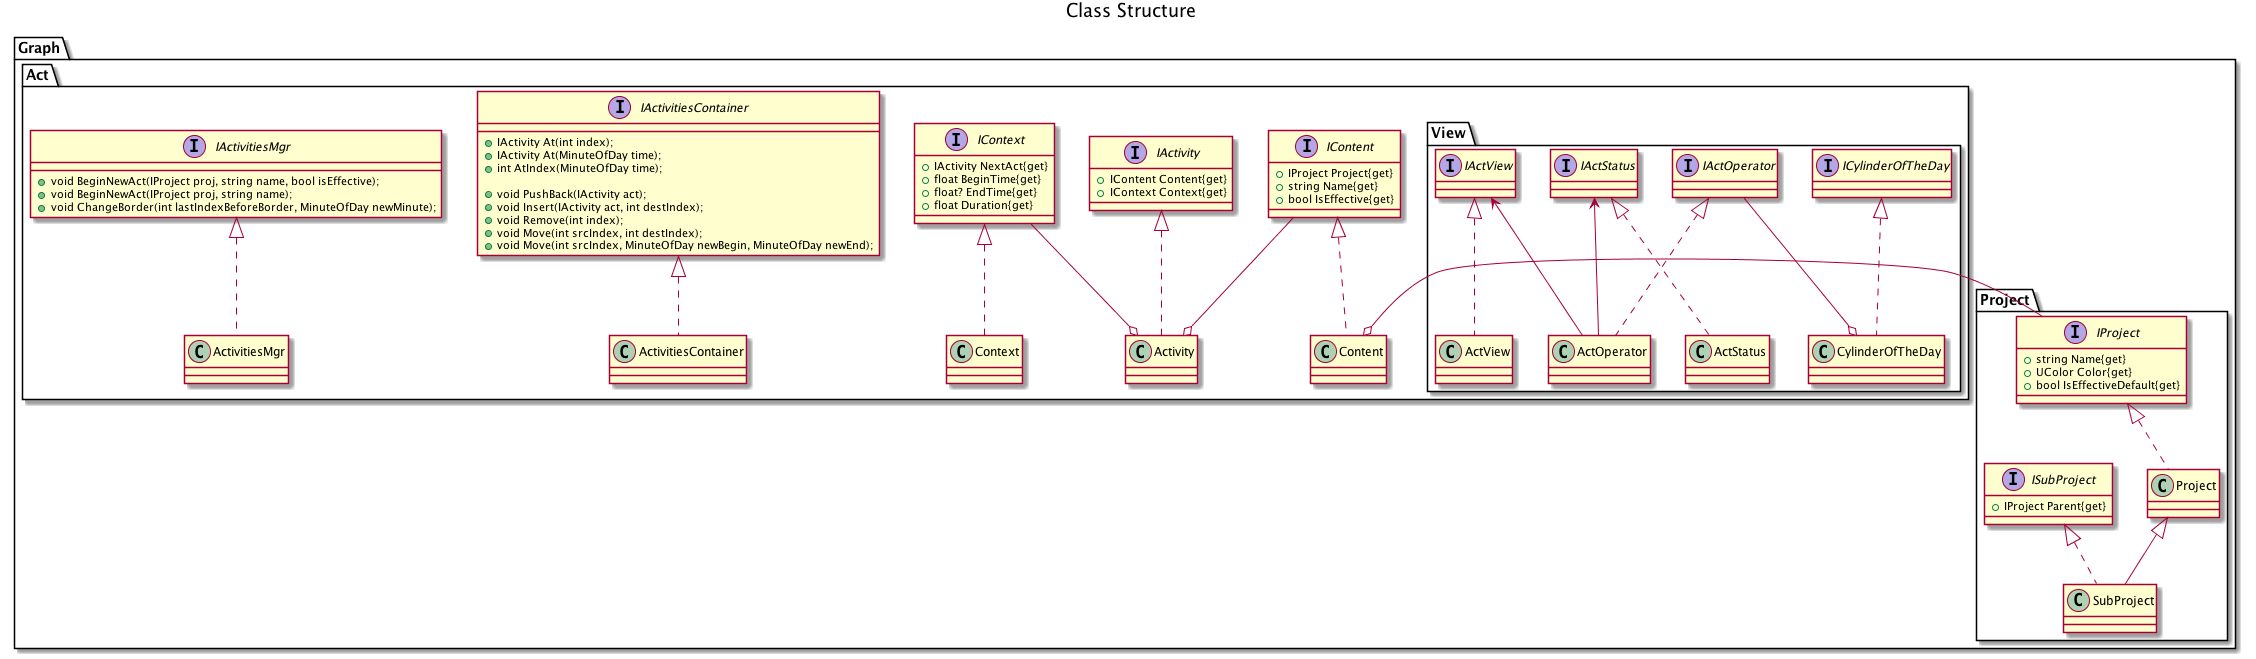 Class Structure
Graph
Act
I IActivitiesMgr
void BeginNewAct(IProject proj, string name, bool isEffective);
void BeginNewAct(IProject proj, string name);
void ChangeBorder(int lastIndexBeforeBorder, MinuteOfDay newMinute);
I IActivitiesContainer
IActivity At(int index);
IActivity At(MinuteOfDay time);
int AtIndex(MinuteOfDay time);
void PushBack(IActivity act);
void Insert(IActivity act, int destIndex);
void Remove(int index);
void Move(int srcIndex, int destIndex);
void Move(int srcIndex, MinuteOfDay newBegin, MinuteOfDay newEnd);
I IContext
IActivity NextAct{get}
float BeginTime{get}
float? EndTime{get}
float Duration{get}
I IActivity
IContent Content{get}
IContext Context{get}
I IContent
IProject Project{get}
string Name{get}
bool IsEffective{get}
View
I IActView
I IActStatus
I IActOperator
I ICylinderOfTheDay
C ActivitiesMgr
C ActivitiesContainer
C Context
C Activity
C Content
C ActView
C ActOperator
C ActStatus
C CylinderOfTheDay
Project
I IProject
string Name{get}
UColor Color{get}
bool IsEffectiveDefault{get}
I ISubProject
IProject Parent{get}
C Project
C SubProject